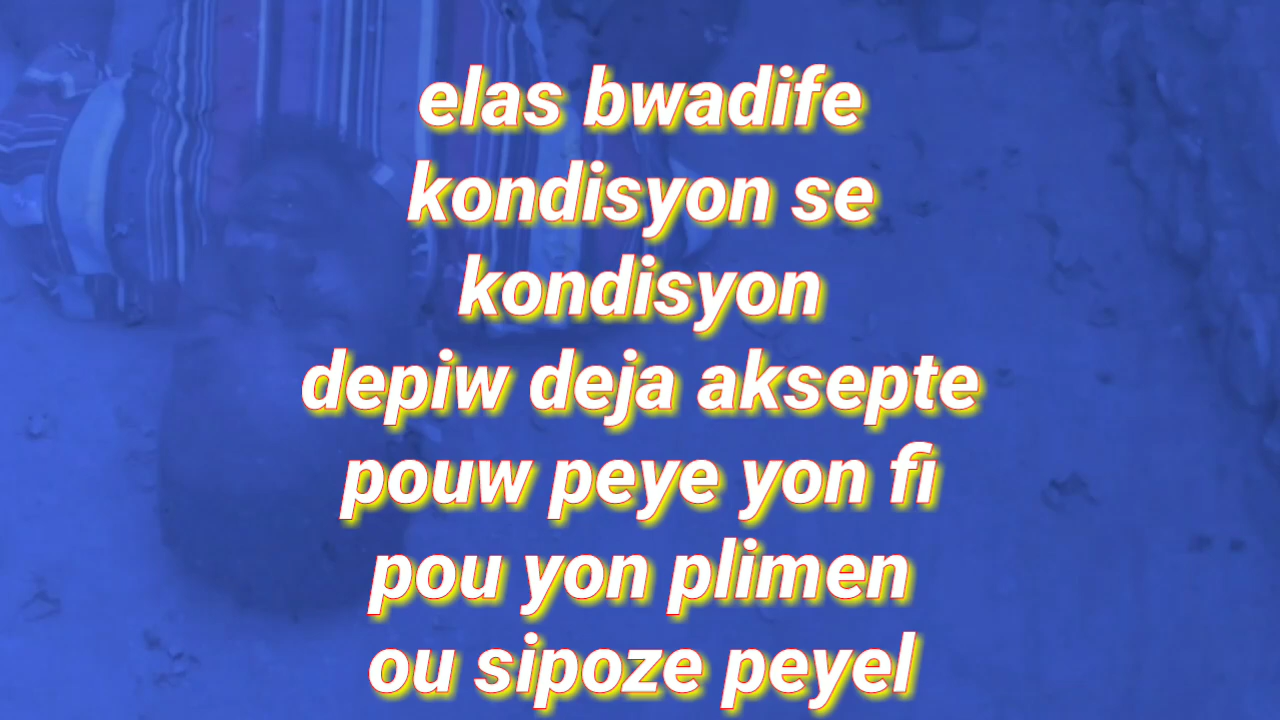 elas bwadife
kondisyon se
kondisyon
depiw deja aksepte
pouw peye yon fi
pou yon plimen
ou sipoze peyel